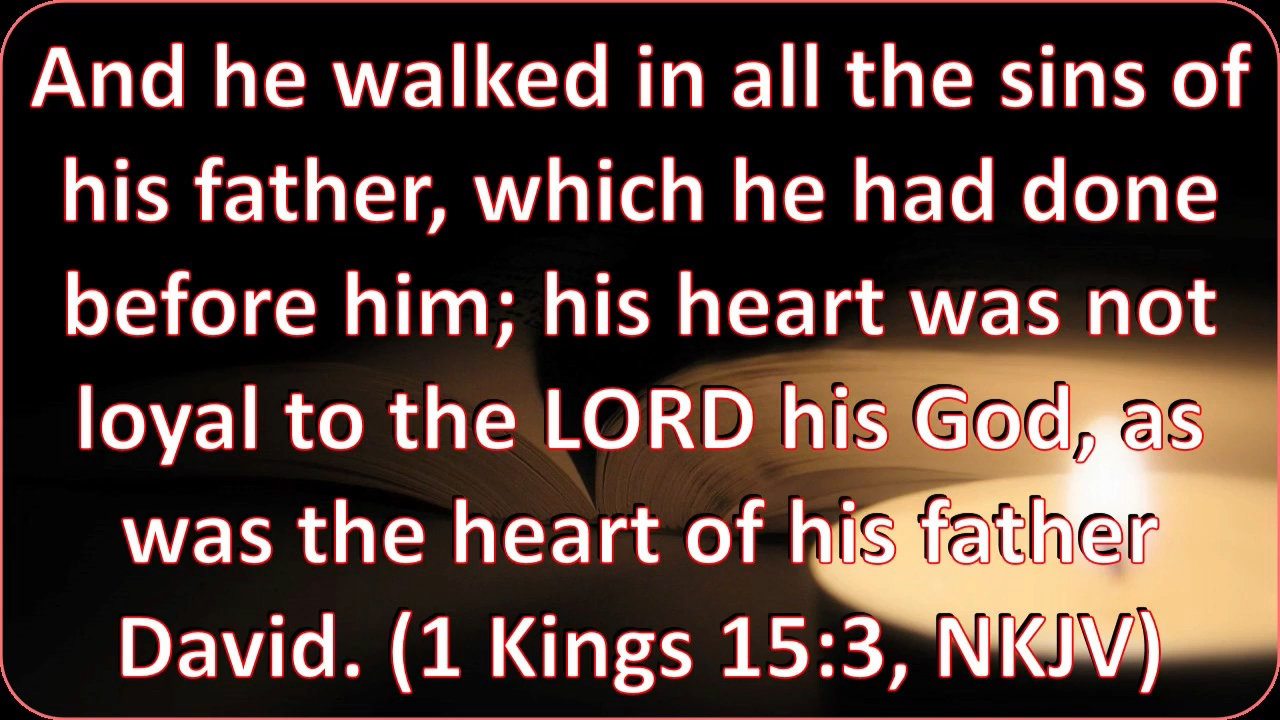 And he walked in all the sins of
his father, which he had done
before him; his heart was not
loyal to the LORD his God, as
was the heart of his father
David. (1 Kings 15:3, NKJV)